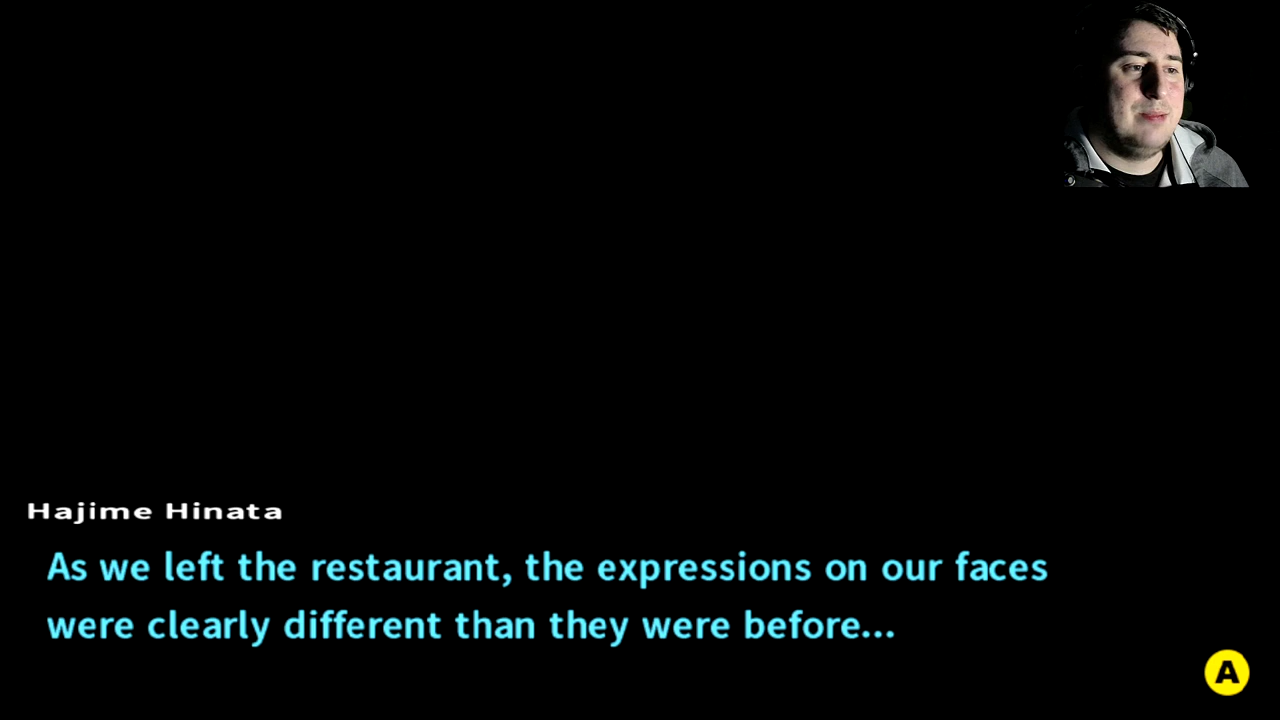 Hajime Hinata
As we left the restaurant, the expressions on our faces
were clearly different than they were before...
A